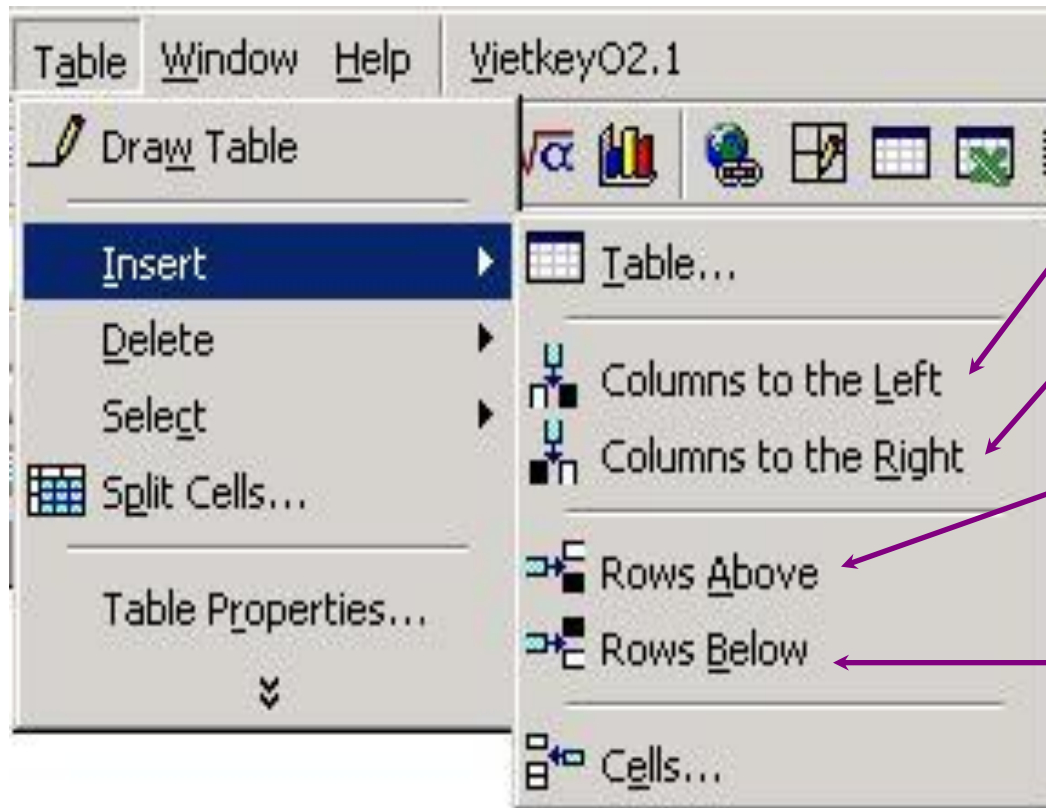 Table Window Help VietkeyO2.1
Draw Table
√α
Insert
Delete
Select
Split Cells...
Table Properties...
Table...
Columns to the Left
Columns to the Right
Rows Above
Rows Below
Cells...